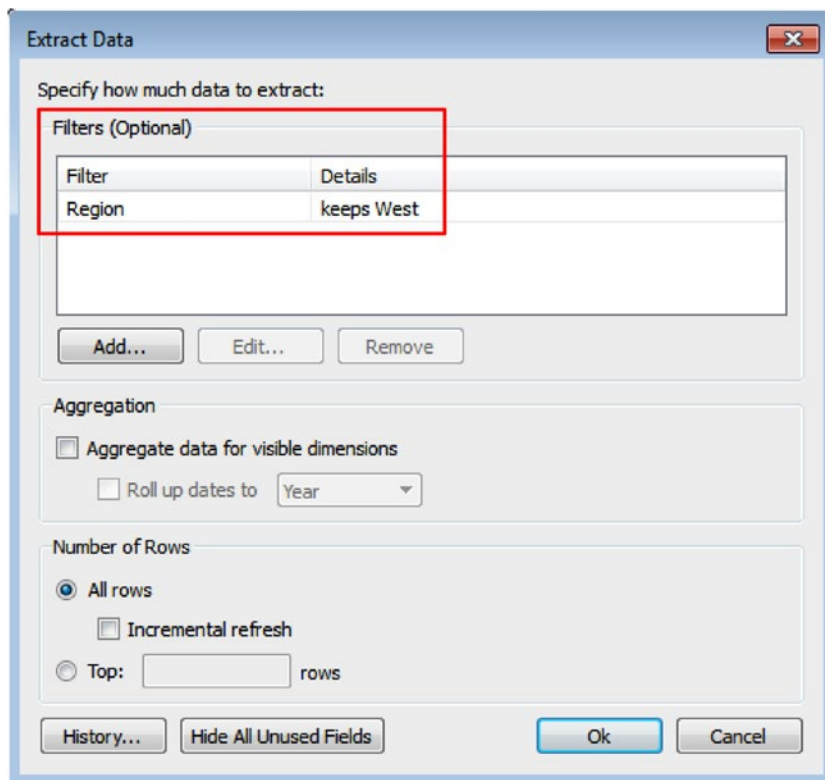 Extract Data
Specify how much data to extract:
Filters (Optional)
Filter Details
Region keeps West
Add... Edit... Remove
Aggregation
Aggregate data for visible dimensions
Roll up dates to Year
Number of Rows
All rows
Incremental refresh
Top: rows
History... Hide All Unused Fields Ok Cancel